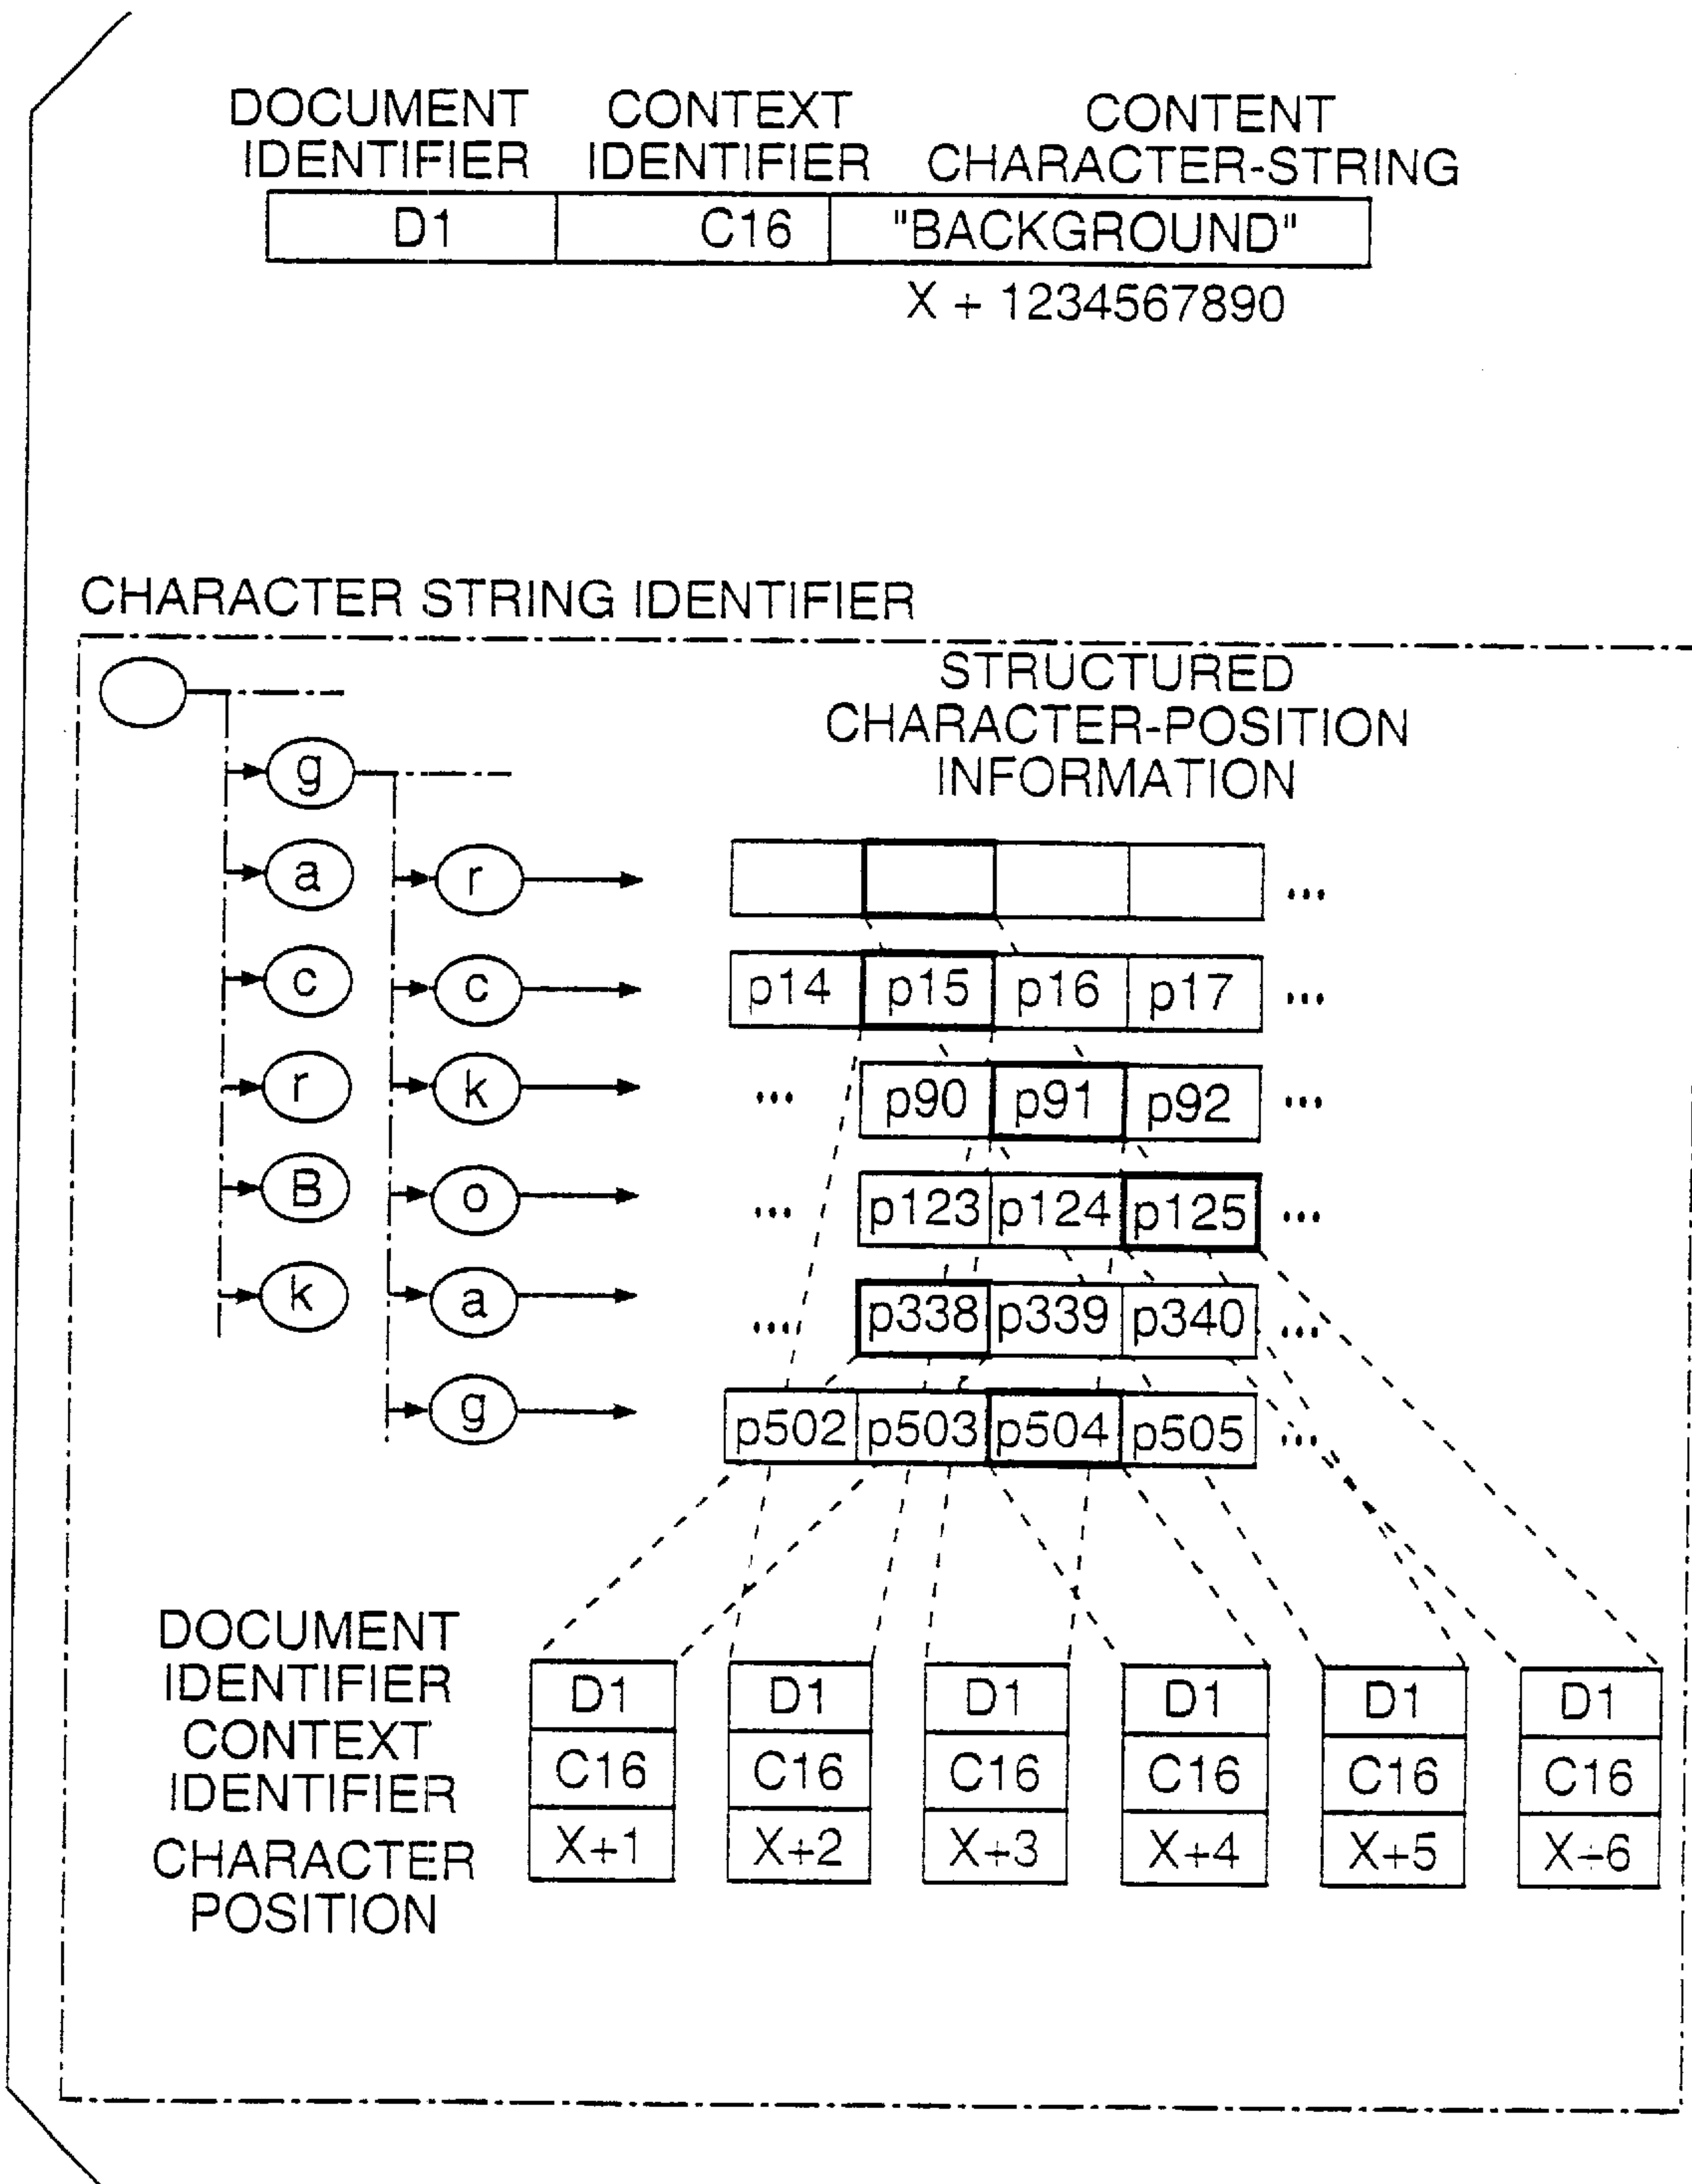 DOCUMENT IDENTIFIER
CONTEXT IDENTIFIER
CONTENT CHARACTER-STRING
D1 C16 "BACKGROUND"
X + 1234567890
CHARACTER STRING IDENTIFIER
STRUCTURED
CHARACTER-POSITION
INFORMATION
g
a r ...
c c p14 p15 p16 p17 ...
r k ... p90 p91 p92 ...
B o ... p123 p124 p125 ...
k a ... p338 p339 p340 ...
g p502 p503 p504 p505 ...
DOCUMENT
IDENTIFIER
D1 D1 D1 D1 D1 D1
CONTEXT
IDENTIFIER
C16 C16 C16 C16 C16 C16
CHARACTER
POSITION
X+1 X+2 X+3 X+4 X+5 X+6